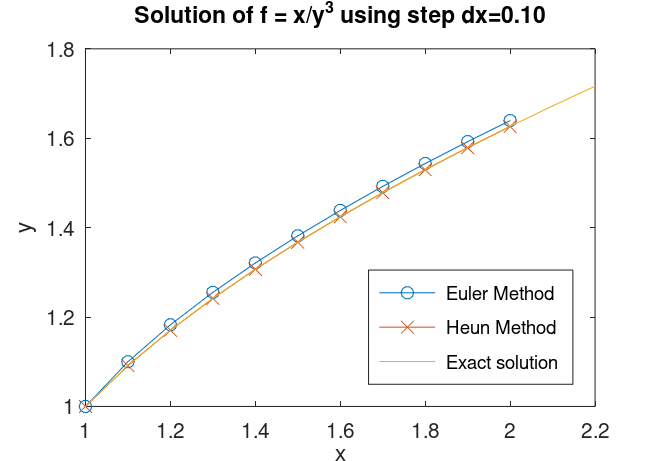 Solution of f = x/y³ using step dx=0.10
1.8
1.6
1.4
1.2
1
y
Euler Method
Heun Method
Exact solution
1 1.2 1.4 1.6 1.8 2 2.2
x